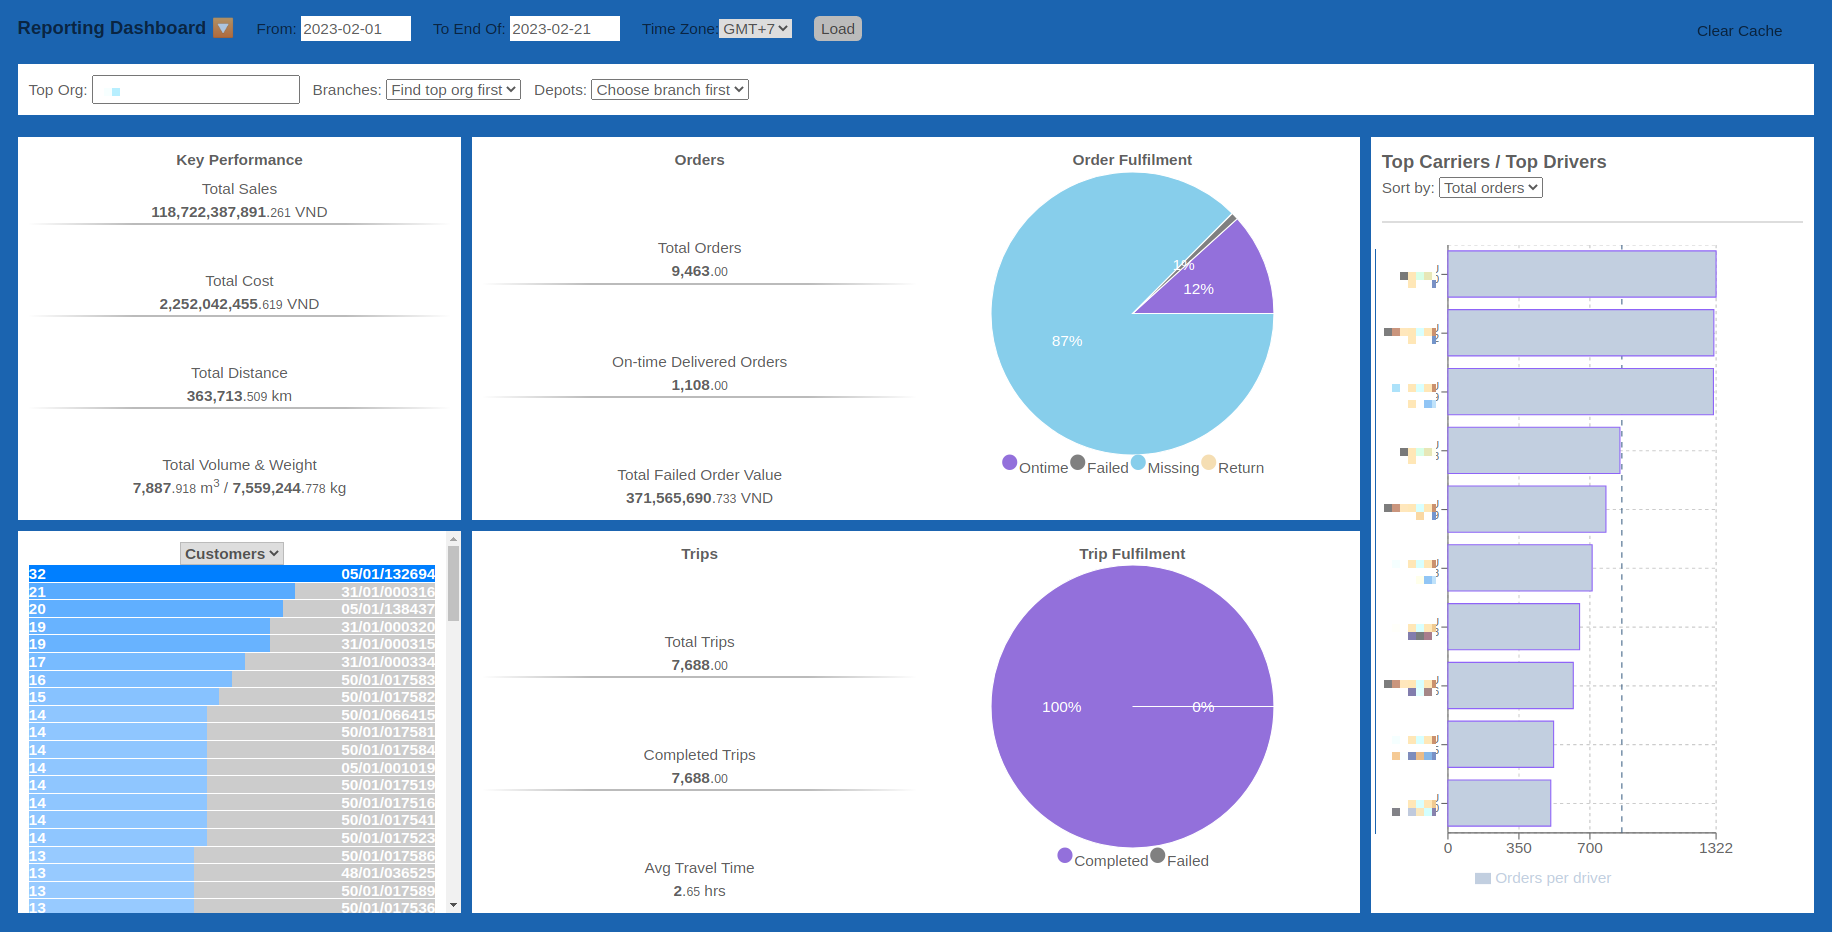 Reporting Dashboard 🔽 From: 2023-02-01 To End Of: 2023-02-21 Time Zone: GMT+7 Load Clear Cache
Top Org: Branches: Find top org first Depots: Choose branch first
Key Performance
Total Sales
118,722,387,891.261 VND
Total Cost
2,252,042,455.619 VND
Total Distance
363,713.509 km
Total Volume & Weight
7,887.918 m3 / 7,559,244.778 kg
Orders
Total Orders
9,463.00
On-time Delivered Orders
1,108.00
Total Failed Order Value
371,565,690.733 VND
Order Fulfilment
1%
12%
87%
Ontime Failed Missing Return
Top Carriers / Top Drivers
Sort by: Total orders
0 350 700 1322
Orders per driver
Customers
32 05/01/132694
21 31/01/000316
20 05/01/138437
19 31/01/000320
19 31/01/000315
17 31/01/000334
16 50/01/017583
15 50/01/017582
14 50/01/066415
14 50/01/017581
14 50/01/017584
14 05/01/001019
14 50/01/017519
14 50/01/017516
14 50/01/017541
14 50/01/017523
13 50/01/017586
13 48/01/036525
13 50/01/017589
13 50/01/017536
Trips
Total Trips
7,688.00
Completed Trips
7,688.00
Avg Travel Time
2.65 hrs
Trip Fulfilment
100% 0%
Completed Failed